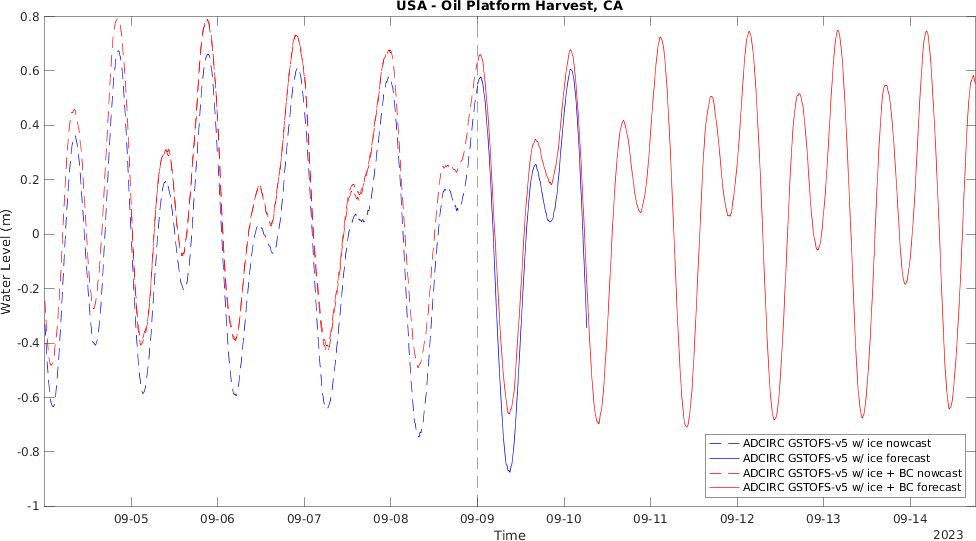 USA - Oil Platform Harvest, CA
0.8
0.6
0.4
0.2
0
-0.2
-0.4
-0.6
-0.8
-1
Water Level (m)
09-05 09-06 09-07 09-08 09-09 09-10 09-11 09-12 09-13 09-14
Time
2023
ADCIRC GSTOFS-v5 w/ ice nowcast
ADCIRC GSTOFS-v5 w/ ice forecast
ADCIRC GSTOFS-v5 w/ ice + BC nowcast
ADCIRC GSTOFS-v5 w/ ice + BC forecast